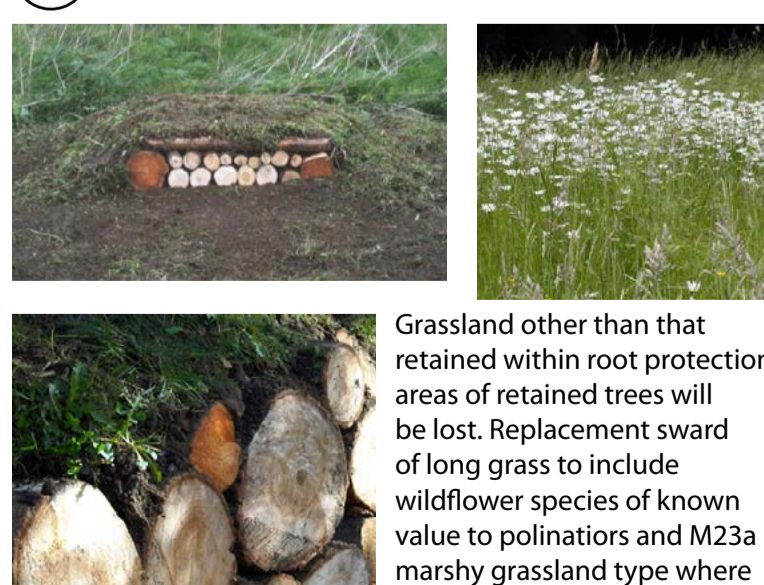 Grassland other than that
retained within root protection
areas of retained trees will
be lost. Replacement sward
of long grass to include
wildflower species of known
value to polinatiors and M23a
marshy grassland type where